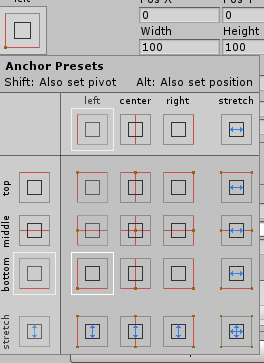 Pos X
Pos Y
0
0
Width
Height
100
100
Anchor Presets
Shift: Also set pivot
Alt: Also set position
left
center
right
stretch
top
middle
bottom
stretch